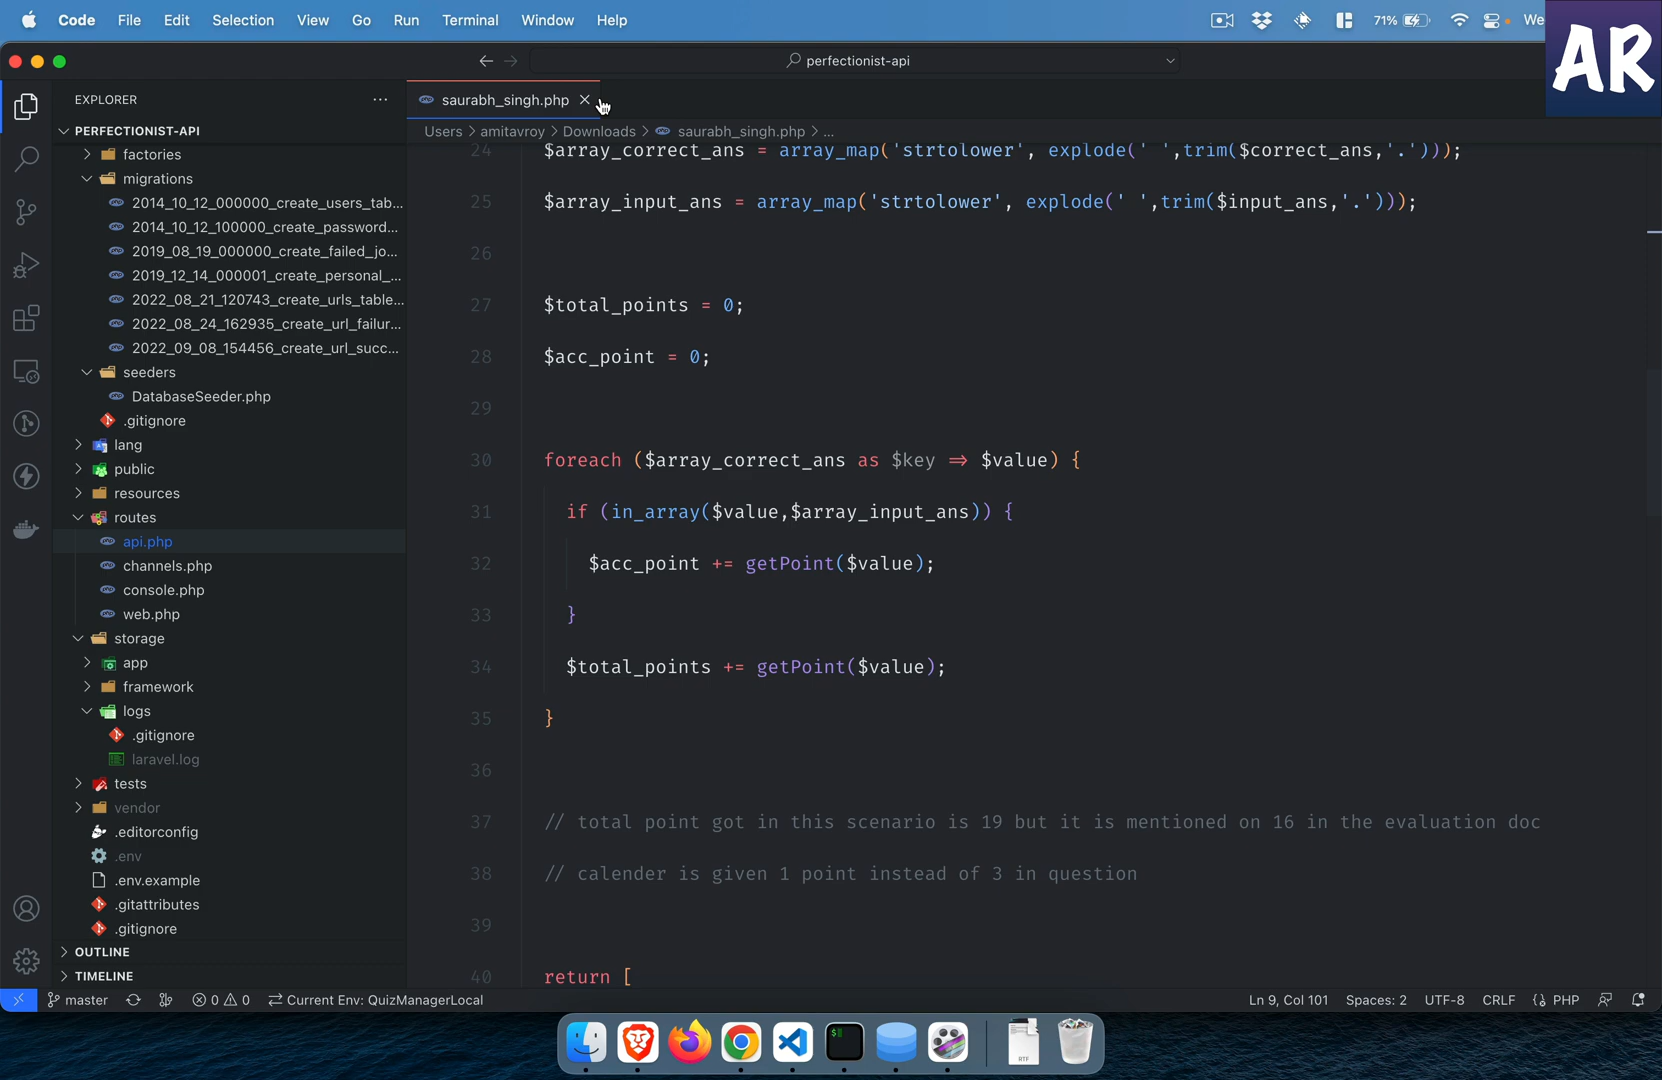 Code File Edit Selection View Go Run Terminal Window Help 71% We
AR
perfectionist-api
EXPLORER
saurabh_singh.php
PERFECTIONIST-API
Users > amitavroy > Downloads > saurabh_singh.php > ...
factories
migrations
2014_10_12_000000_create_users_tab...
2014_10_12_100000_create_password...
2019_08_19_000000_create_failed_jo...
2019_12_14_000001_create_personal_...
2022_08_21_120743_create_urls_table...
2022_08_24_162935_create_url_failur...
2022_09_08_154456_create_url_succ...
seeders
DatabaseSeeder.php
.gitignore
lang
public
resources
routes
api.php
channels.php
console.php
web.php
storage
app
framework
logs
.gitignore
laravel.log
tests
vendor
.editorconfig
.env
.env.example
.gitattributes
.gitignore
OUTLINE
TIMELINE
24 $array_correct_ans = array_map('strtolower', explode(' ',trim($correct_ans,'.')));
25 $array_input_ans = array_map('strtolower', explode(' ',trim($input_ans,'.')));
26
27 $total_points = 0;
28 $acc_point = 0;
29
30 foreach ($array_correct_ans as $key => $value) {
31 if (in_array($value,$array_input_ans)) {
32 $acc_point += getPoint($value);
33 }
34 $total_points += getPoint($value);
35 }
36
37 // total point got in this scenario is 19 but it is mentioned on 16 in the evaluation doc
38 // calender is given 1 point instead of 3 in question
39
40 return [
master 0 0 Current Env: QuizManagerLocal Ln 9, Col 101 Spaces: 2 UTF-8 CRLF PHP
$
RTF